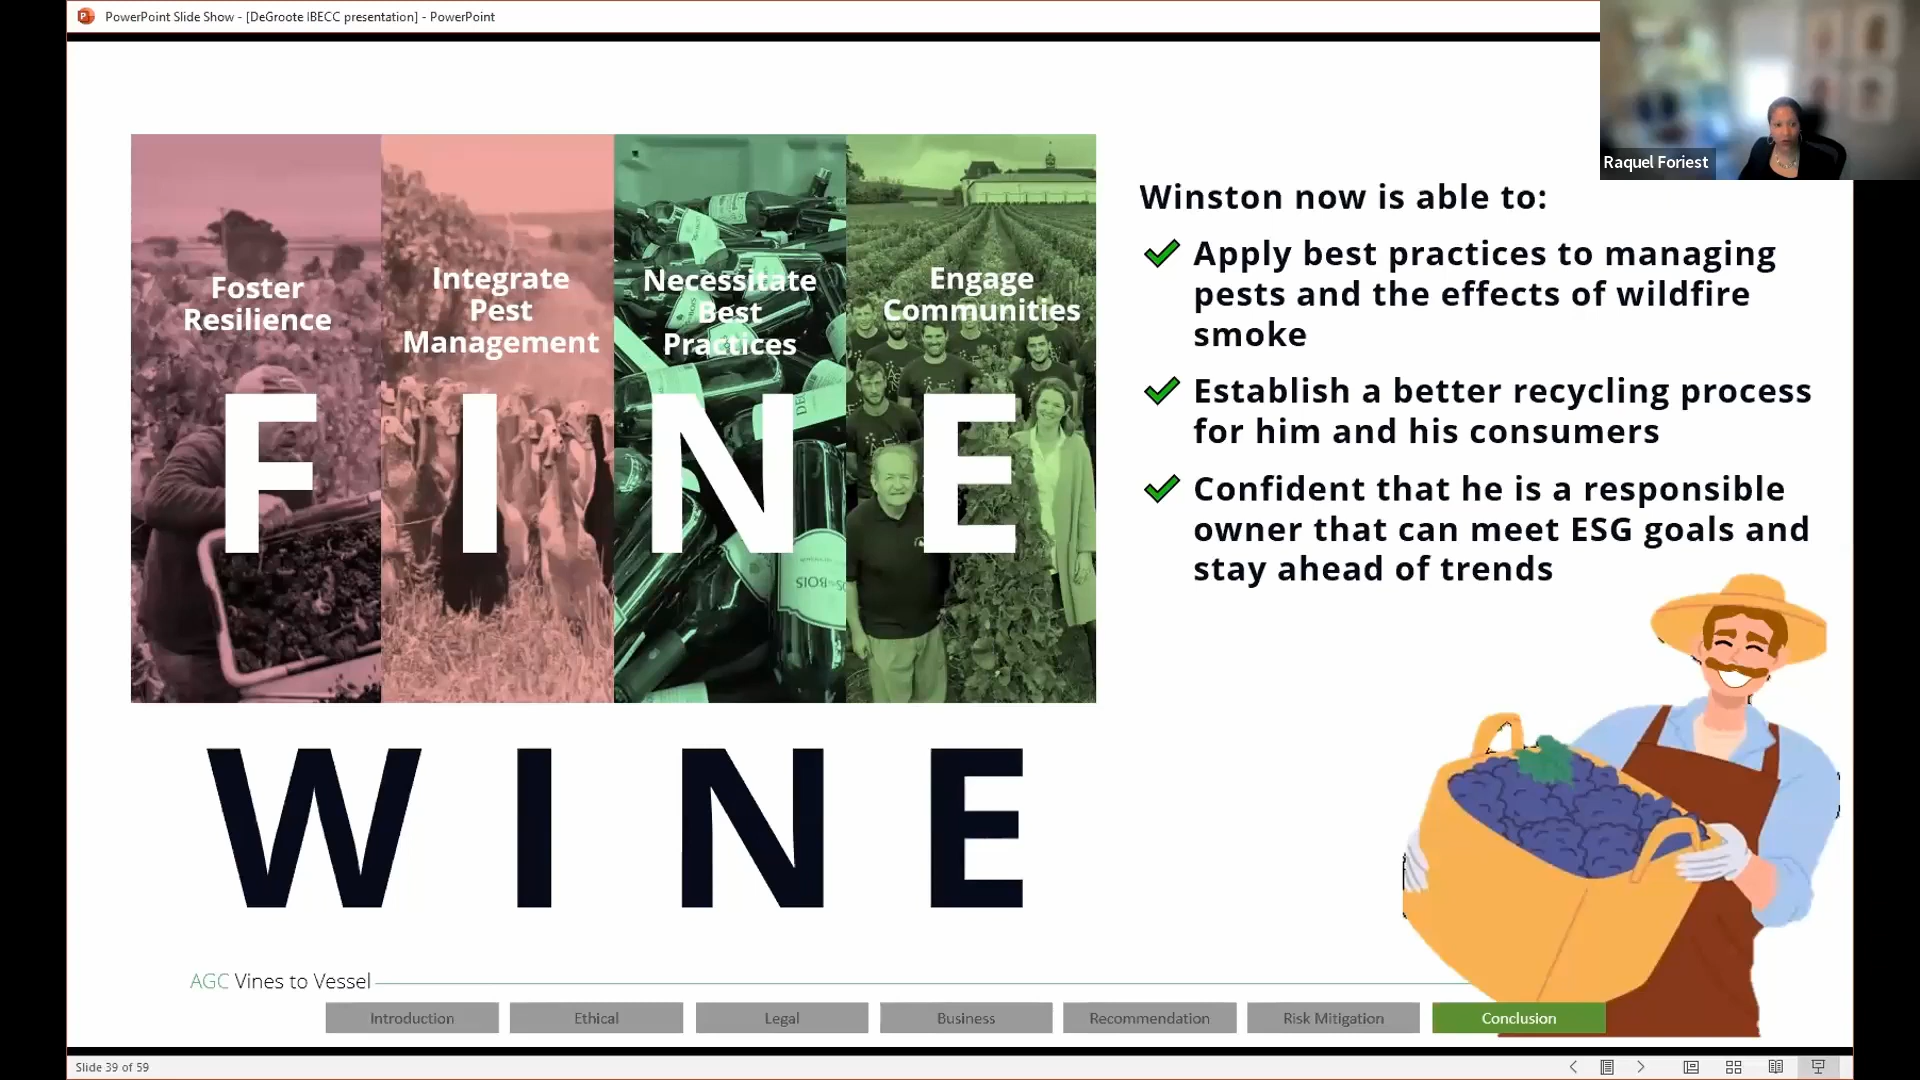 PowerPoint Slide Show - [DeGroote IBECC presentation] - PowerPoint
Raquel Foriest
Foster
Resilience
Integrate
Pest
Management
Necessitate
Best
Practices
Engage
Communities
F I N E
W I N E
Winston now is able to:
Apply best practices to managing
pests and the effects of wildfire
smoke
Establish a better recycling process
for him and his consumers
Confident that he is a responsible
owner that can meet ESG goals and
stay ahead of trends
AGC Vines to Vessel
Introduction
Ethical
Legal
Business
Recommendation
Risk Mitigation
Conclusion
Slide 39 of 59